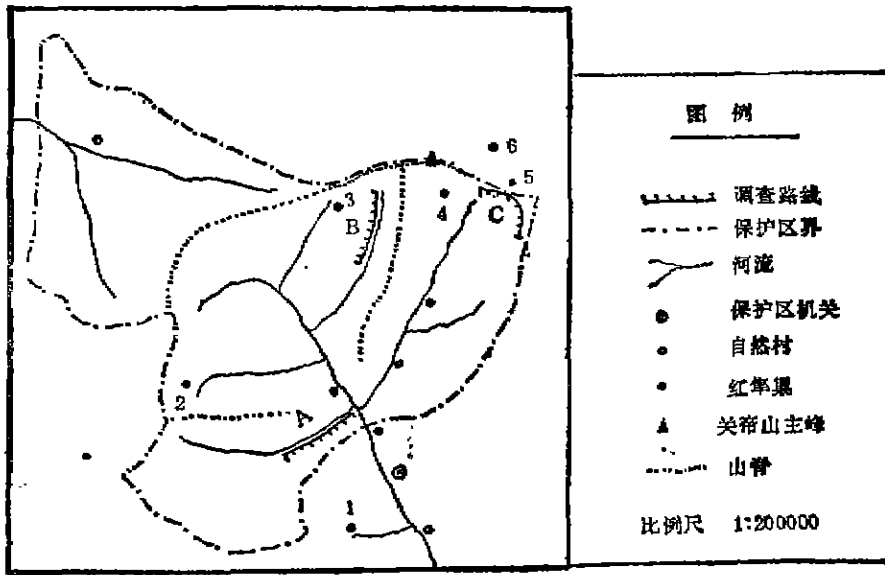 6
5
3
4
C
B
2
A
1
图 例
调查路线
保护区界
河流
保护区机关
自然村
红隼巢
关帝山主峰
山脊
比例尺 1:200000